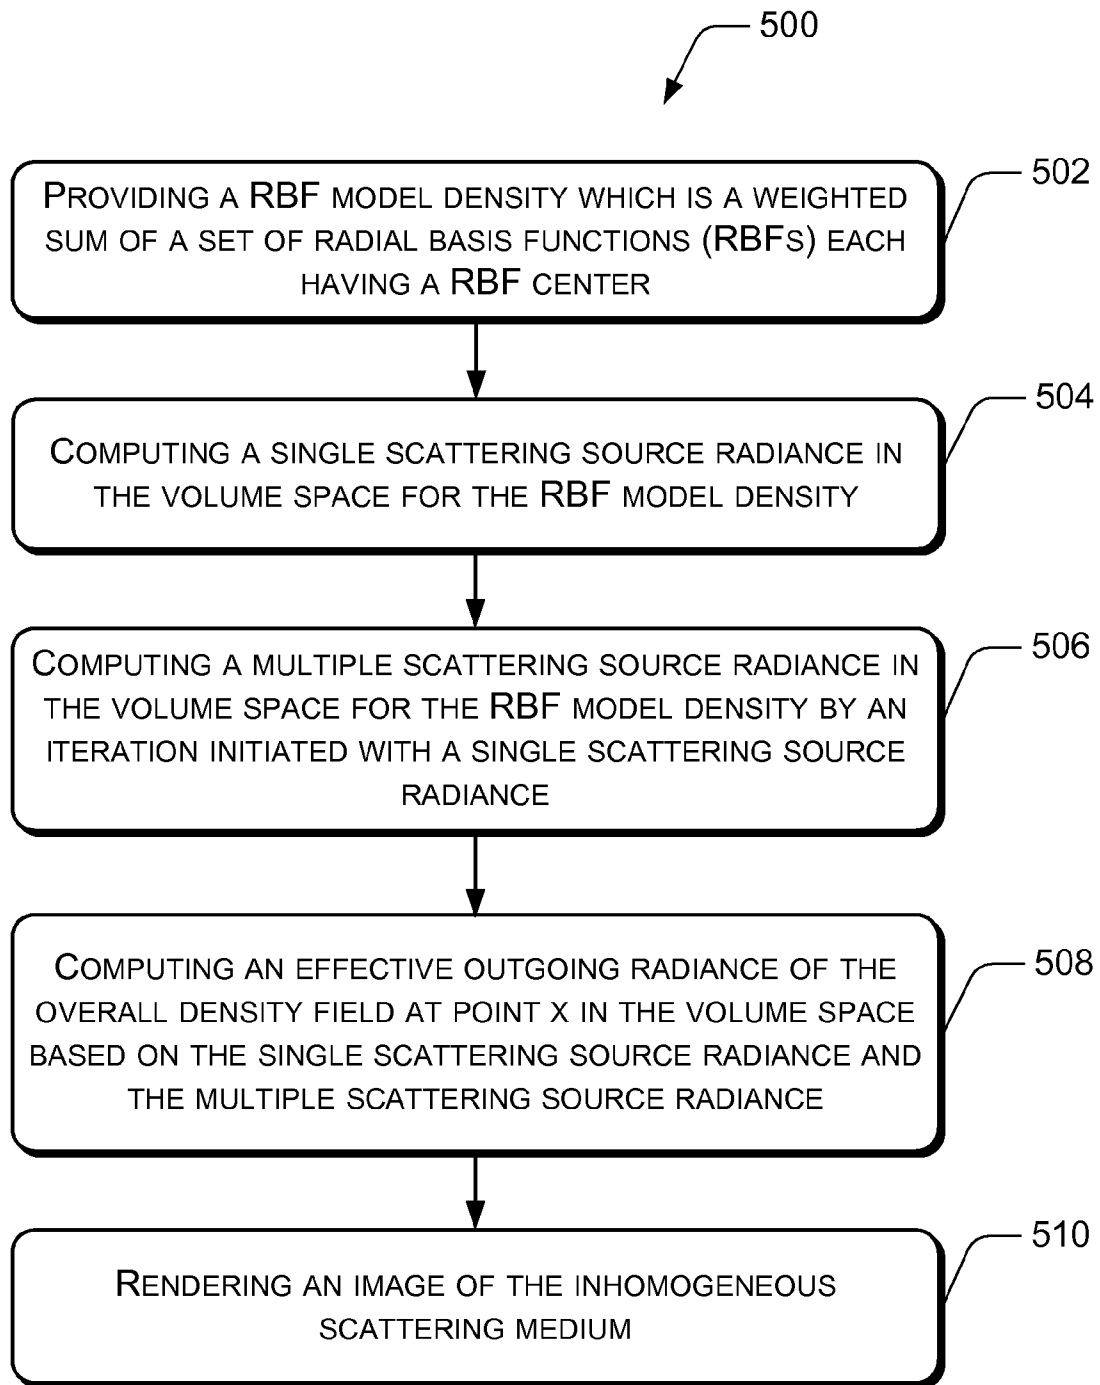 500
502
PROVIDING A RBF MODEL DENSITY WHICH IS A WEIGHTED
SUM OF A SET OF RADIAL BASIS FUNCTIONS (RBFS) EACH
HAVING A RBF CENTER
504
COMPUTING A SINGLE SCATTERING SOURCE RADIANCE IN
THE VOLUME SPACE FOR THE RBF MODEL DENSITY
506
COMPUTING A MULTIPLE SCATTERING SOURCE RADIANCE IN
THE VOLUME SPACE FOR THE RBF MODEL DENSITY BY AN
ITERATION INITIATED WITH A SINGLE SCATTERING SOURCE
RADIANCE
508
COMPUTING AN EFFECTIVE OUTGOING RADIANCE OF THE
OVERALL DENSITY FIELD AT POINT X IN THE VOLUME SPACE
BASED ON THE SINGLE SCATTERING SOURCE RADIANCE AND
THE MULTIPLE SCATTERING SOURCE RADIANCE
510
RENDERING AN IMAGE OF THE INHOMOGENEOUS
SCATTERING MEDIUM